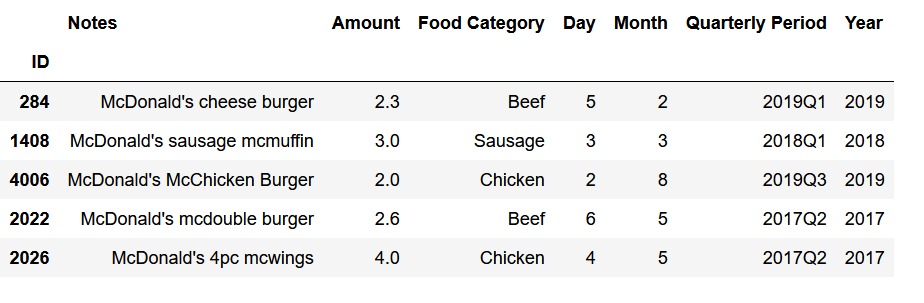 Notes Amount Food Category Day Month Quarterly Period Year
ID
284 McDonald's cheese burger 2.3 Beef 5 2 2019Q1 2019
1408 McDonald's sausage mcmuffin 3.0 Sausage 3 3 2018Q1 2018
4006 McDonald's McChicken Burger 2.0 Chicken 2 8 2019Q3 2019
2022 McDonald's mcdouble burger 2.6 Beef 6 5 2017Q2 2017
2026 McDonald's 4pc mcwings 4.0 Chicken 4 5 2017Q2 2017